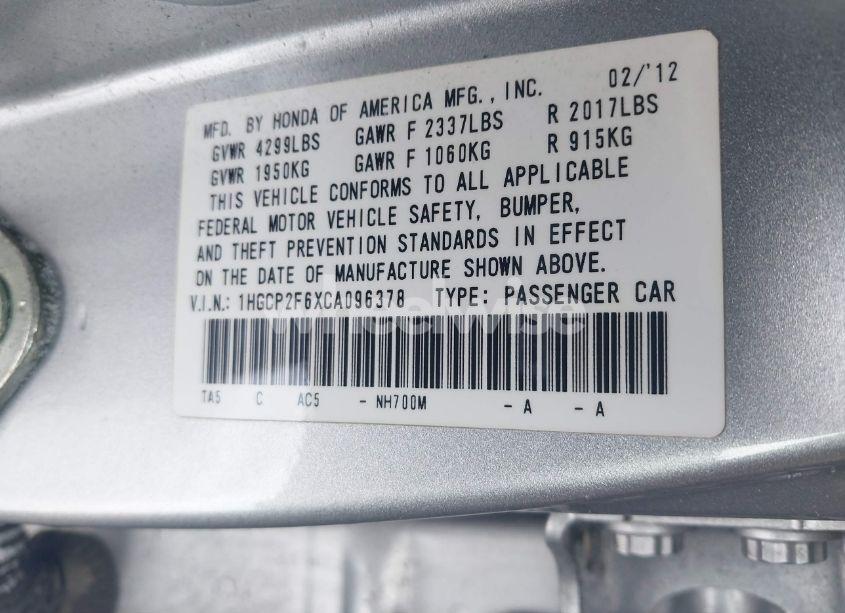 MFD. BY HONDA OF AMERICA MFG., INC. 02/'12
GVWR 4299LBS GAWR F 2337LBS R 2017LBS
GVWR 1950KG GAWR F 1060KG R 915KG
THIS VEHICLE CONFORMS TO ALL APPLICABLE
FEDERAL MOTOR VEHICLE SAFETY, BUMPER,
AND THEFT PREVENTION STANDARDS IN EFFECT
ON THE DATE OF MANUFACTURE SHOWN ABOVE.
V.I.N.: 1HGCP2F6XCA096378 TYPE: PASSENGER CAR
wheelwise
TA5 C AC5 - NH700M - A - A